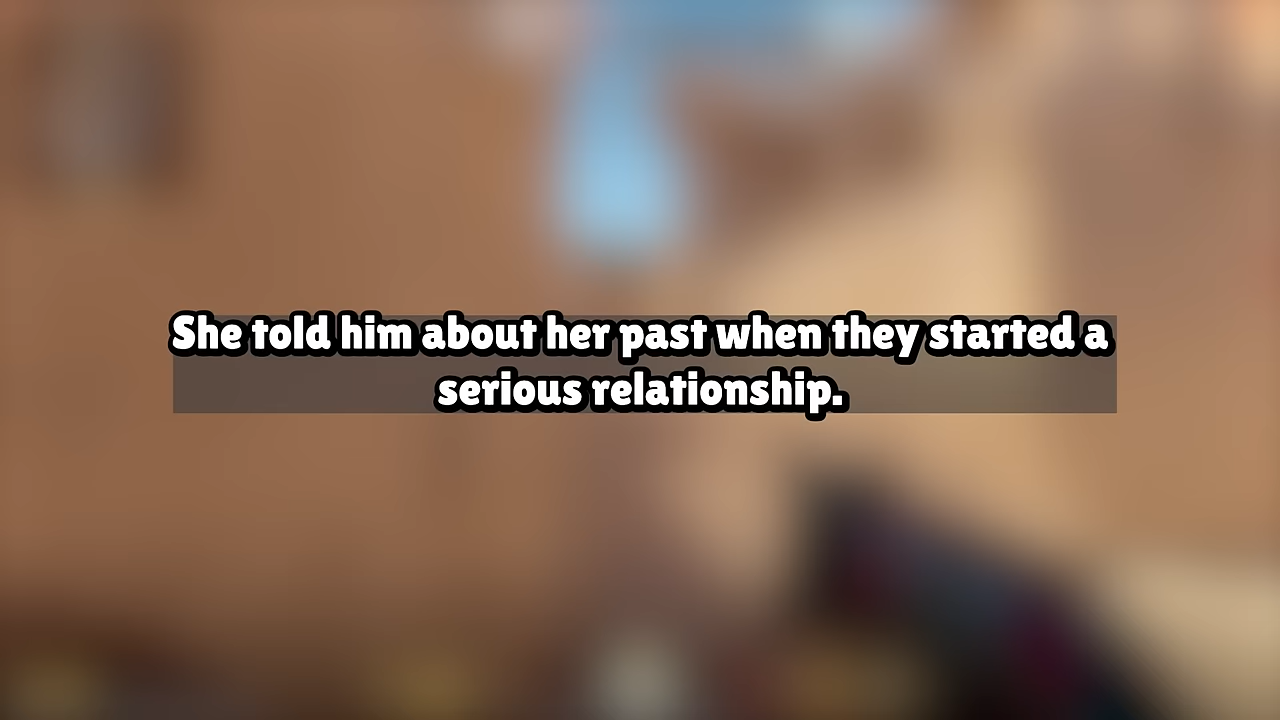 She told him about her past when they started a
serious relationship.